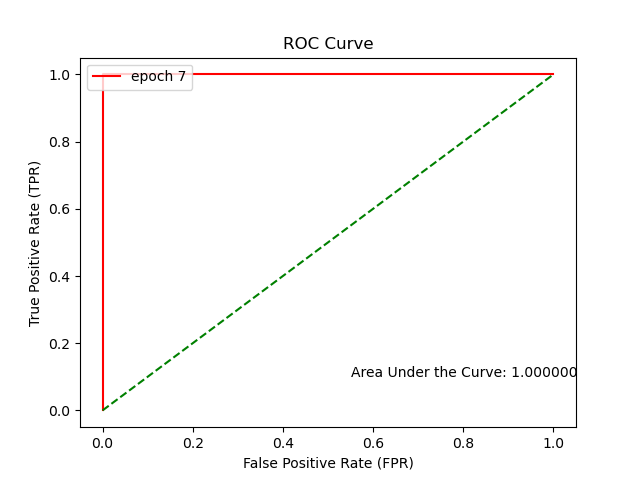 ROC Curve
epoch 7
1.0
0.8
0.6
0.4
0.2
0.0
True Positive Rate (TPR)
Area Under the Curve: 1.000000
0.0 0.2 0.4 0.6 0.8 1.0
False Positive Rate (FPR)